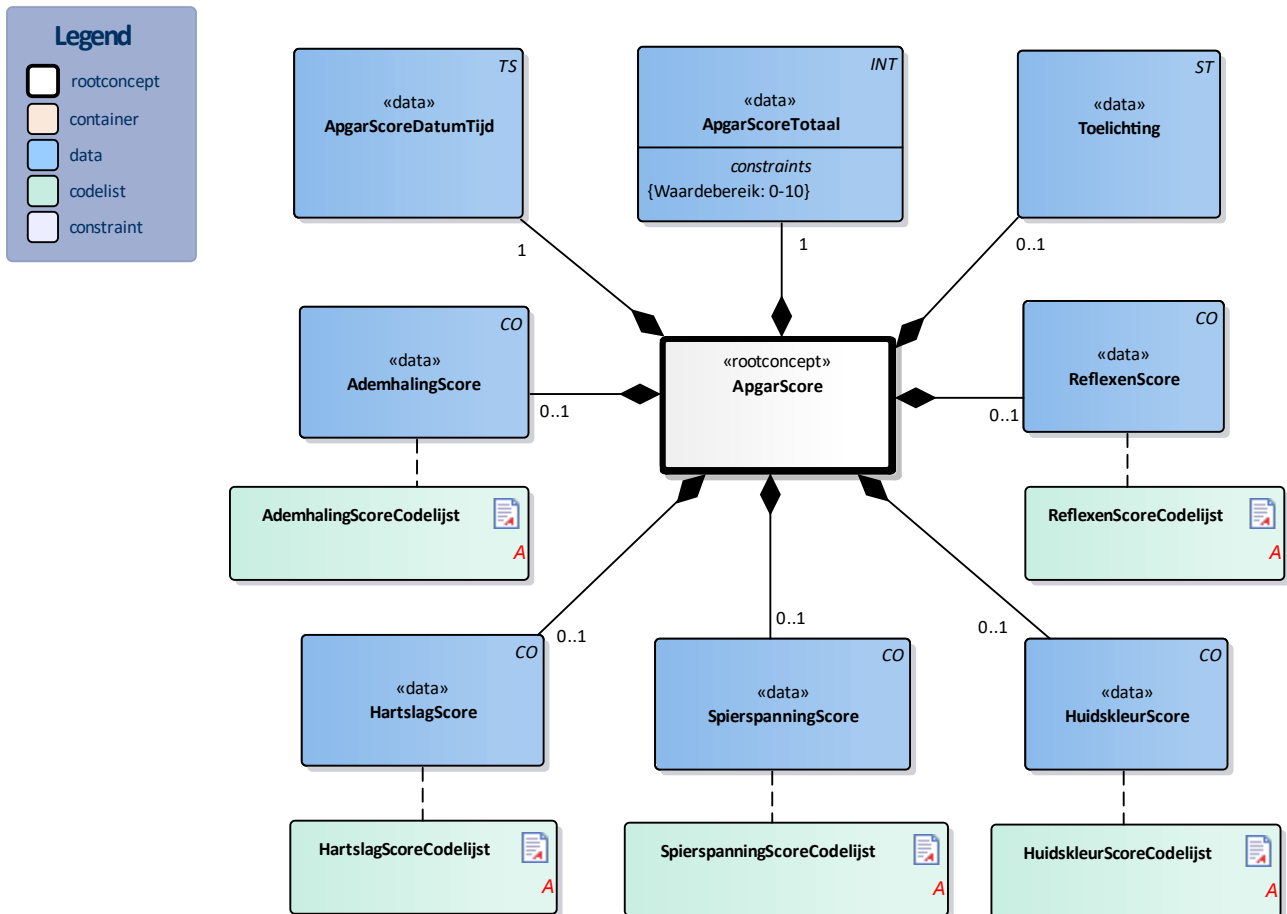 Legend
rootconcept
container
data
codelist
constraint
TS
«data»
ApgarScoreDatumTijd
INT
«data»
ApgarScoreTotaal
constraints
{Waardebereik: 0-10}
ST
«data»
Toelichting
1
1
0..1
CO
«data»
AdemhalingScore
0..1
«rootconcept»
ApgarScore
CO
«data»
ReflexenScore
0..1
AdemhalingScoreCodelijst
A
ReflexenScoreCodelijst
A
0..1
0..1
0..1
CO
«data»
HartslagScore
CO
«data»
SpierspanningScore
CO
«data»
HuidskleurScore
HartslagScoreCodelijst
A
SpierspanningScoreCodelijst
A
HuidskleurScoreCodelijst
A